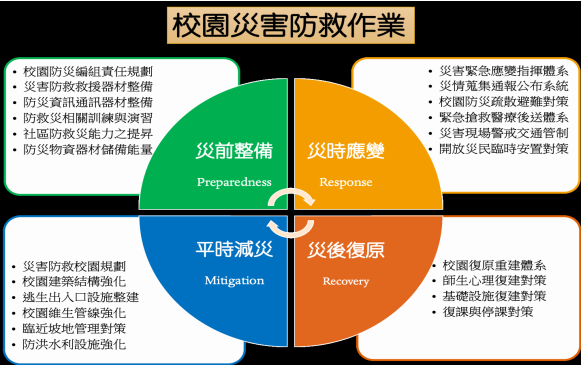 校園災害防救作業
• 校園防災編組責任規劃
• 災害防救救援器材整備
• 防災資訊通訊器材整備
• 防救災相關訓練與演習
• 社區防救災能力之提昇
• 防災物資器材儲備能量
災前整備
Preparedness
• 災害緊急應變指揮體系
• 災情蒐集通報公布系統
• 校園防災疏散避難對策
• 緊急搶救醫療後送體系
• 災害現場警戒交通管制
• 開放災民臨時安置對策
災時應變
Response
• 災害防救校園規劃
• 校園建築結構強化
• 逃生出入口設施整建
• 校園維生管線強化
• 臨近坡地管理對策
• 防洪水利設施強化
平時減災
Mitigation
• 校園復原重建體系
• 師生心理復建對策
• 基礎設施復建對策
• 復課與停課對策
災後復原
Recovery